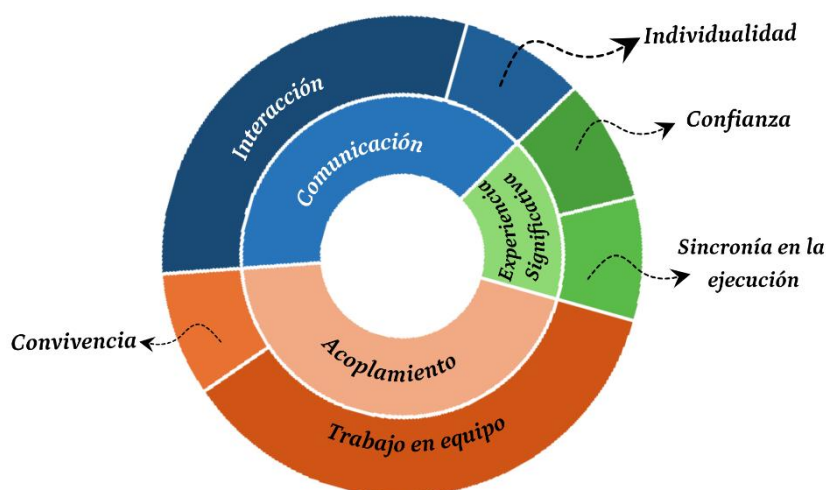 Individualidad
Interacción
Confianza
Comunicación
Experiencia
Significativa
Sincronía en la
ejecución
Convivencia
Acoplamiento
Trabajo en equipo